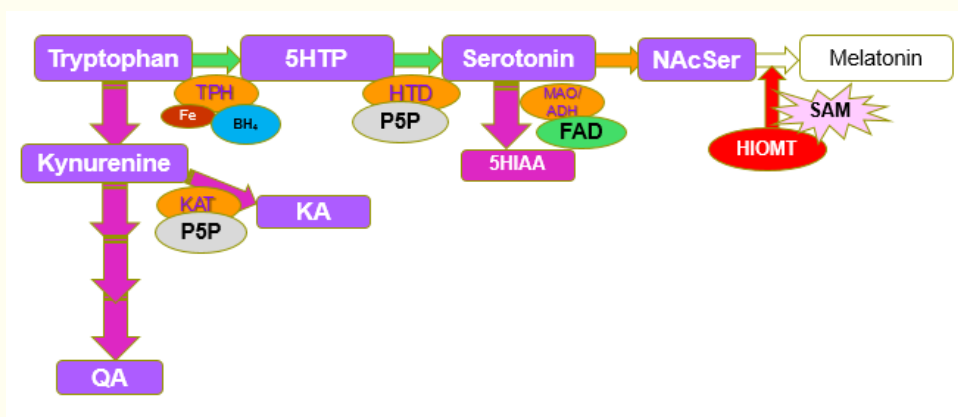 Tryptophan
5HTP
Serotonin
NAcSer
Melatonin
TPH
Fe
BH₄
HTD
P5P
MAO/
ADH
FAD
SAM
HIOMT
Kynurenine
5HIAA
KAT
P5P
KA
QA